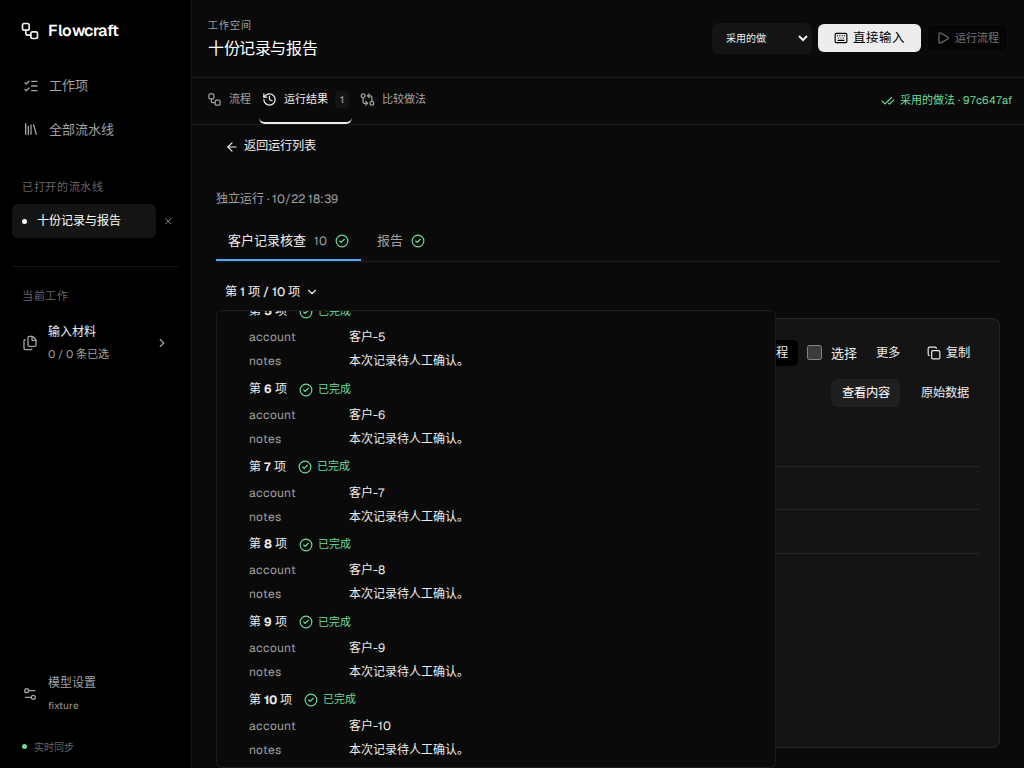 Flowcraft
工作项
全部流水线
已打开的流水线
十份记录与报告
当前工作
输入材料
0 / 0 条已选
模型设置
fixture
实时同步
工作空间
十份记录与报告
采用的做
直接输入
运行流程
流程
运行结果 1
比较做法
采用的做法 · 97c647af
返回运行列表
独立运行 · 10/22 18:39
客户记录核查 10
报告
第 1 项 / 10 项
第 5 项 已完成
account 客户-5
notes 本次记录待人工确认。
第 6 项 已完成
account 客户-6
notes 本次记录待人工确认。
第 7 项 已完成
account 客户-7
notes 本次记录待人工确认。
第 8 项 已完成
account 客户-8
notes 本次记录待人工确认。
第 9 项 已完成
account 客户-9
notes 本次记录待人工确认。
第 10 项 已完成
account 客户-10
notes 本次记录待人工确认。
程
选择
更多
复制
查看内容
原始数据